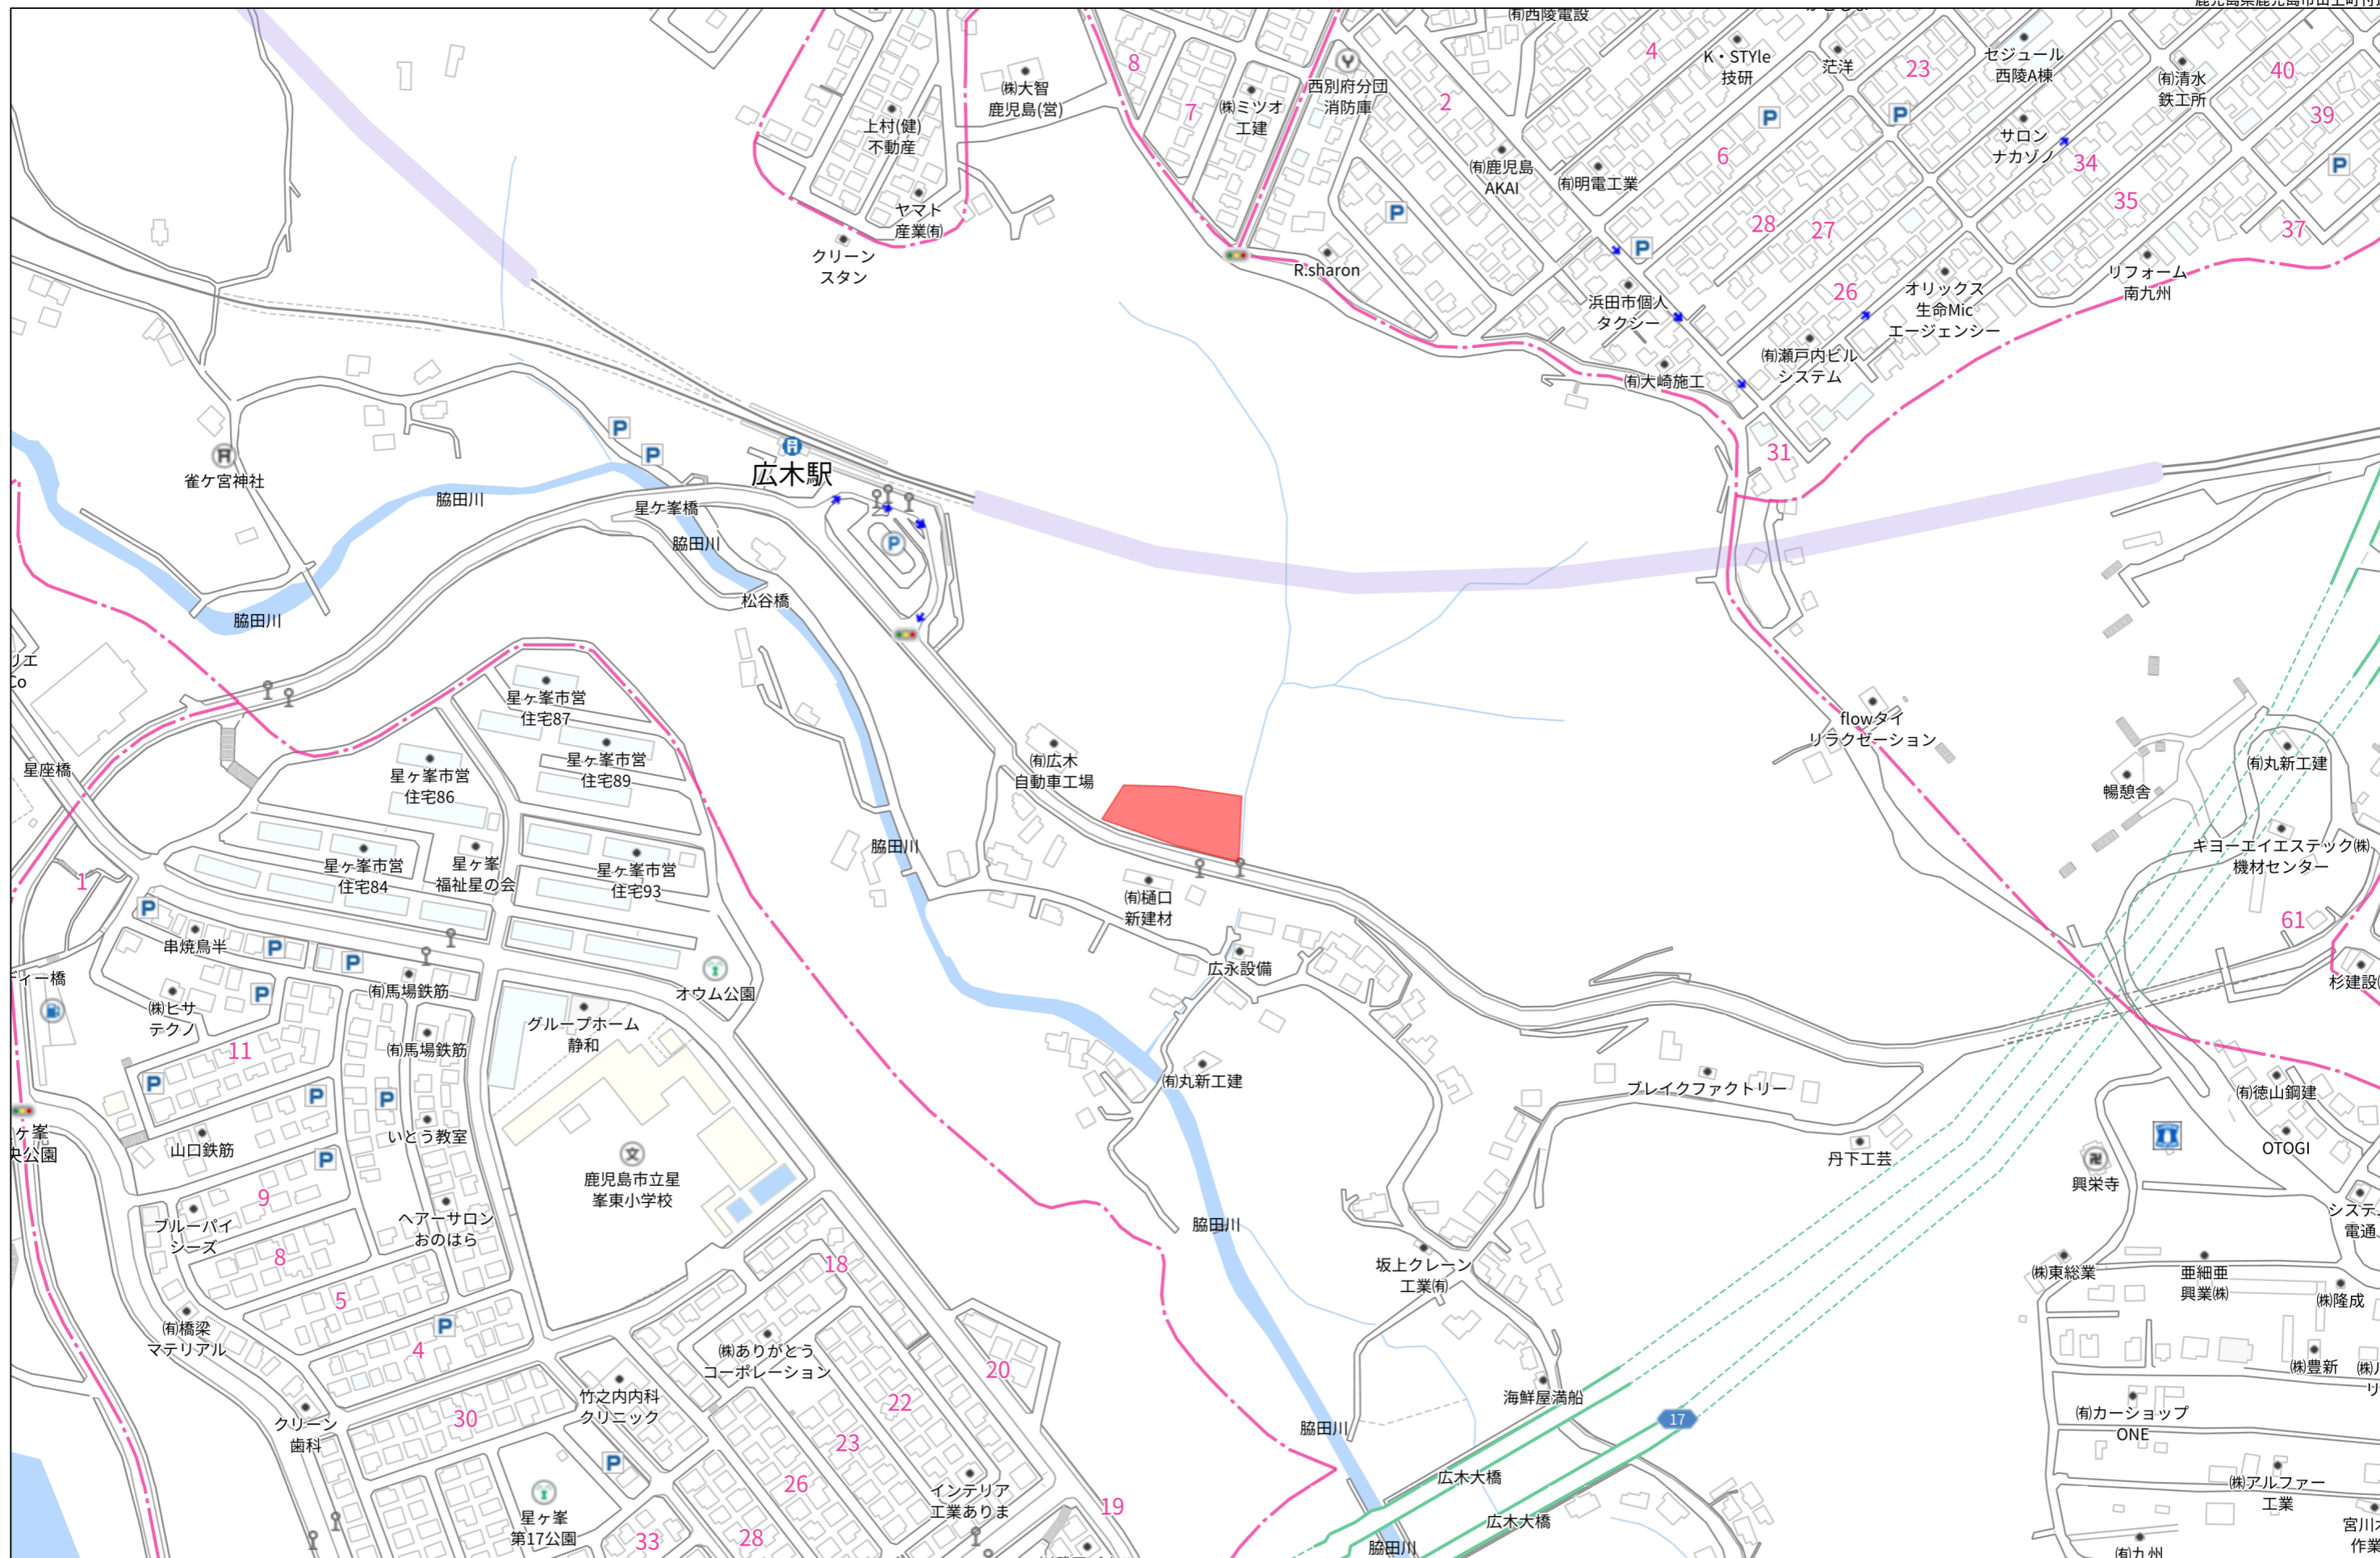 ㈲西陵電設
8
㈱大智
鹿児島(営)
上村(健)
不動産
7
㈱ミツオ
工建
西別府分団
消防庫
2
4
K・STYle
技研
茫洋
23
セジュール
西陵A棟
㈲清水
鉄工所
40
39
ヤマト
産業㈲
クリーン
スタン
㈲鹿児島
AKAI
㈲明電工業
6
サロン
ナカゾノ
34
35
37
28
27
26
R.sharon
浜田市個人
タクシー
オリックス
生命Mic
エージェンシー
リフォーム
南九州
㈲瀬戸内ビル
システム
㈲大崎施工
31
雀ケ宮神社
脇田川
広木駅
星ケ峯橋
脇田川
松谷橋
脇田川
星座橋
星ヶ峯市営
住宅87
星ヶ峯市営
住宅89
星ヶ峯市営
住宅86
㈲広木
自動車工場
flowタイ
リラクゼーション
㈲丸新工建
暢憩舎
キヨーエイエステック㈱
機材センター
星ヶ峯市営
住宅84
星ヶ峯
福祉星の会
星ヶ峯市営
住宅93
脇田川
㈲樋口
新建材
1
61
串焼鳥半
㈲馬場鉄筋
オウム公園
広永設備
㈱ヒサ
テクノ
グループホーム
静和
11
㈲馬場鉄筋
㈲丸新工建
ブレイクファクトリー
㈲徳山鋼建
山口鉄筋
いとう教室
鹿児島市立星
峯東小学校
丹下工芸
OTOGI
興栄寺
9
ブルーパイ
シーズ
ヘアーサロン
おのはら
脇田川
8
18
坂上クレーン
工業㈲
㈱東総業
亜細亜
興業㈱
㈱隆成
5
㈲橋梁
マテリアル
4
㈱ありがとう
コーポレーション
20
㈱豊新
竹之内内科
クリニック
22
海鮮屋満船
17
㈲カーショップ
ONE
クリーン
歯科
30
23
脇田川
広木大橋
26
インテリア
工業ありま
㈱アルファー
工業
星ヶ峯
第17公園
33
28
19
広木大橋
脇田川
㈲九州